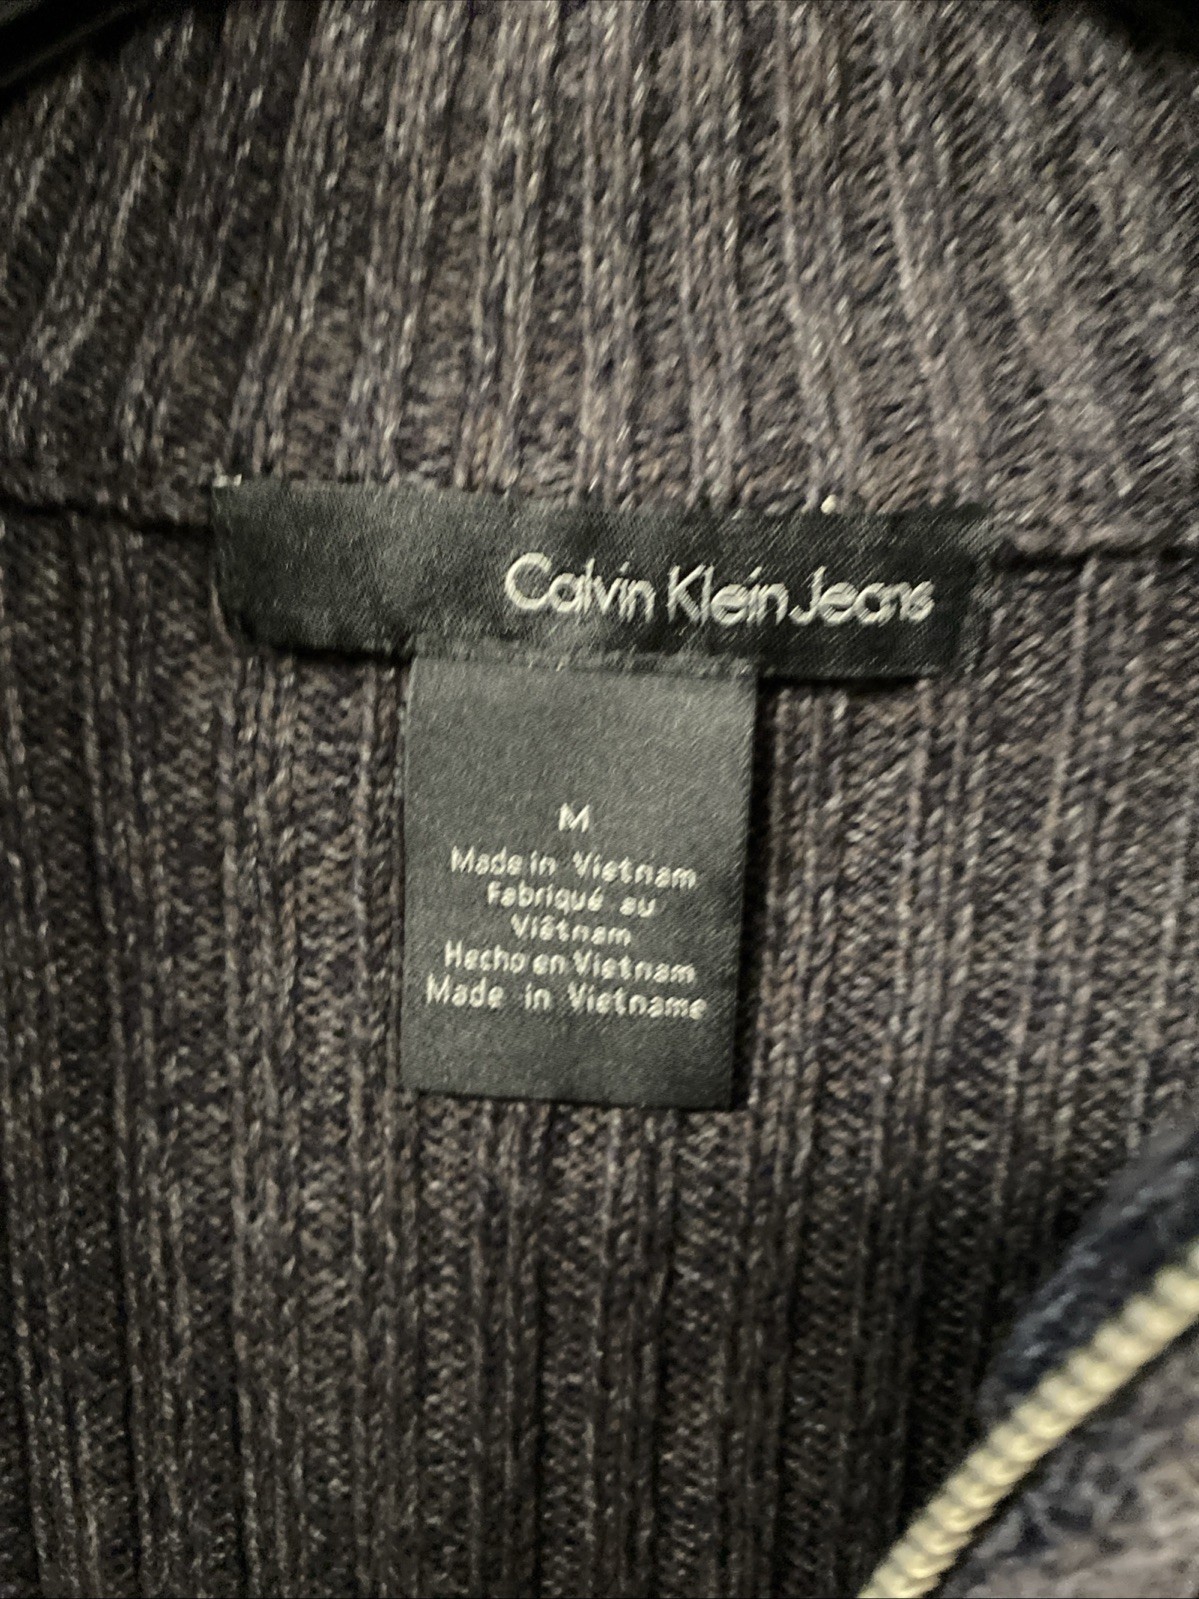 Calvin Klein Jeans
M
Made in Vietnam
Fabriqué au
Viêtnam
Hecho en Vietnam
Made in Vietname